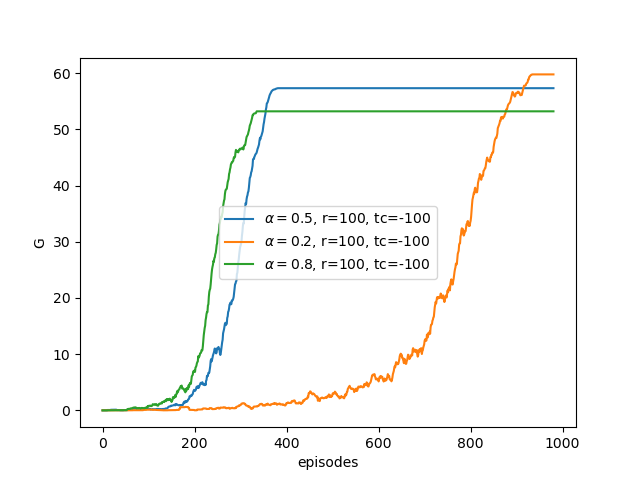 60
50
40
30
20
10
0
G
α = 0.5, r=100, tc=-100
α = 0.2, r=100, tc=-100
α = 0.8, r=100, tc=-100
0 200 400 600 800 1000
episodes